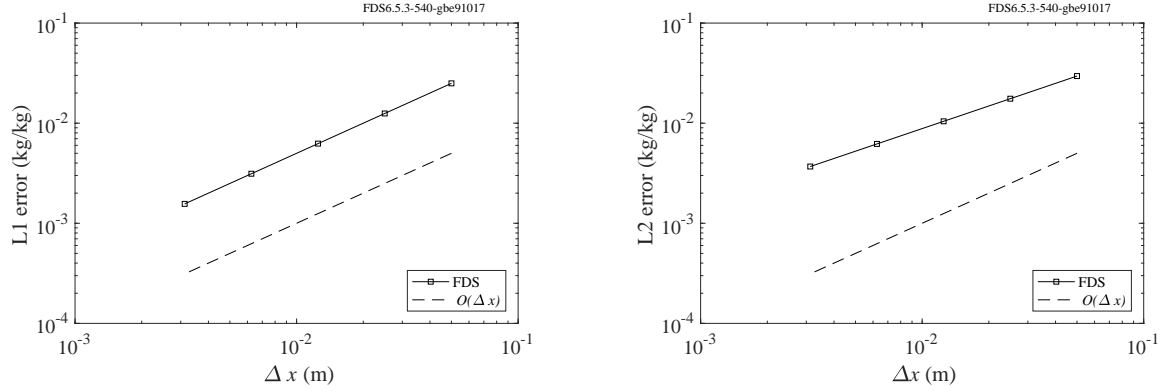 FDS6.5.3-540-gbe91017
10⁻¹
10⁻²
10⁻³
10⁻⁴
L1 error (kg/kg)
FDS
O(Δ x)
10⁻³
10⁻²
10⁻¹
Δ x (m)
FDS6.5.3-540-gbe91017
10⁻¹
10⁻²
10⁻³
10⁻⁴
L2 error (kg/kg)
FDS
O(Δ x)
10⁻³
10⁻²
10⁻¹
Δx (m)